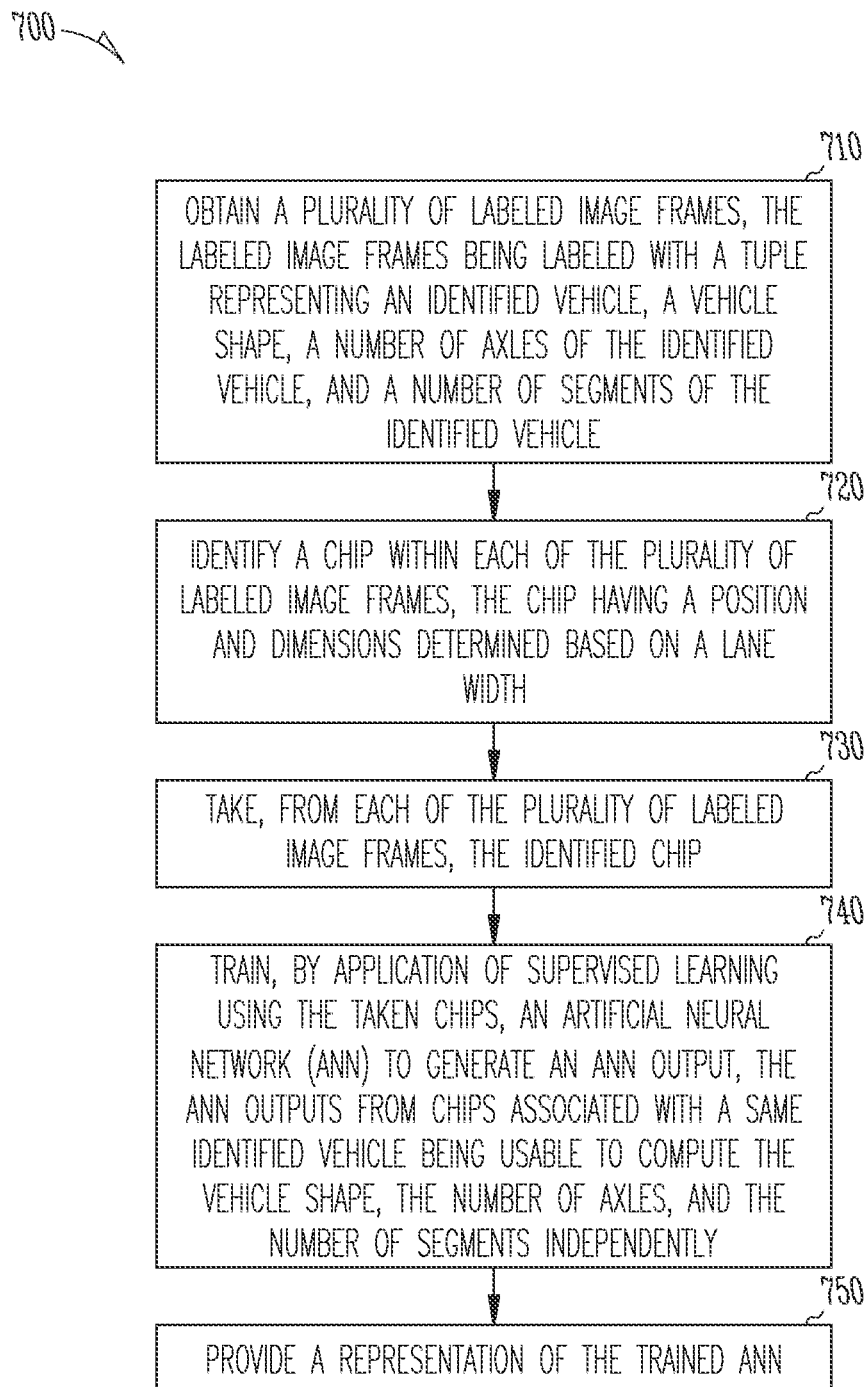 700
710
OBTAIN A PLURALITY OF LABELED IMAGE FRAMES, THE
LABELED IMAGE FRAMES BEING LABELED WITH A TUPLE
REPRESENTING AN IDENTIFIED VEHICLE, A VEHICLE
SHAPE, A NUMBER OF AXLES OF THE IDENTIFIED
VEHICLE, AND A NUMBER OF SEGMENTS OF THE
IDENTIFIED VEHICLE
720
IDENTIFY A CHIP WITHIN EACH OF THE PLURALITY OF
LABELED IMAGE FRAMES, THE CHIP HAVING A POSITION
AND DIMENSIONS DETERMINED BASED ON A LANE
WIDTH
730
TAKE, FROM EACH OF THE PLURALITY OF LABELED
IMAGE FRAMES, THE IDENTIFIED CHIP
740
TRAIN, BY APPLICATION OF SUPERVISED LEARNING
USING THE TAKEN CHIPS, AN ARTIFICIAL NEURAL
NETWORK (ANN) TO GENERATE AN ANN OUTPUT, THE
ANN OUTPUTS FROM CHIPS ASSOCIATED WITH A SAME
IDENTIFIED VEHICLE BEING USABLE TO COMPUTE THE
VEHICLE SHAPE, THE NUMBER OF AXLES, AND THE
NUMBER OF SEGMENTS INDEPENDENTLY
750
PROVIDE A REPRESENTATION OF THE TRAINED ANN